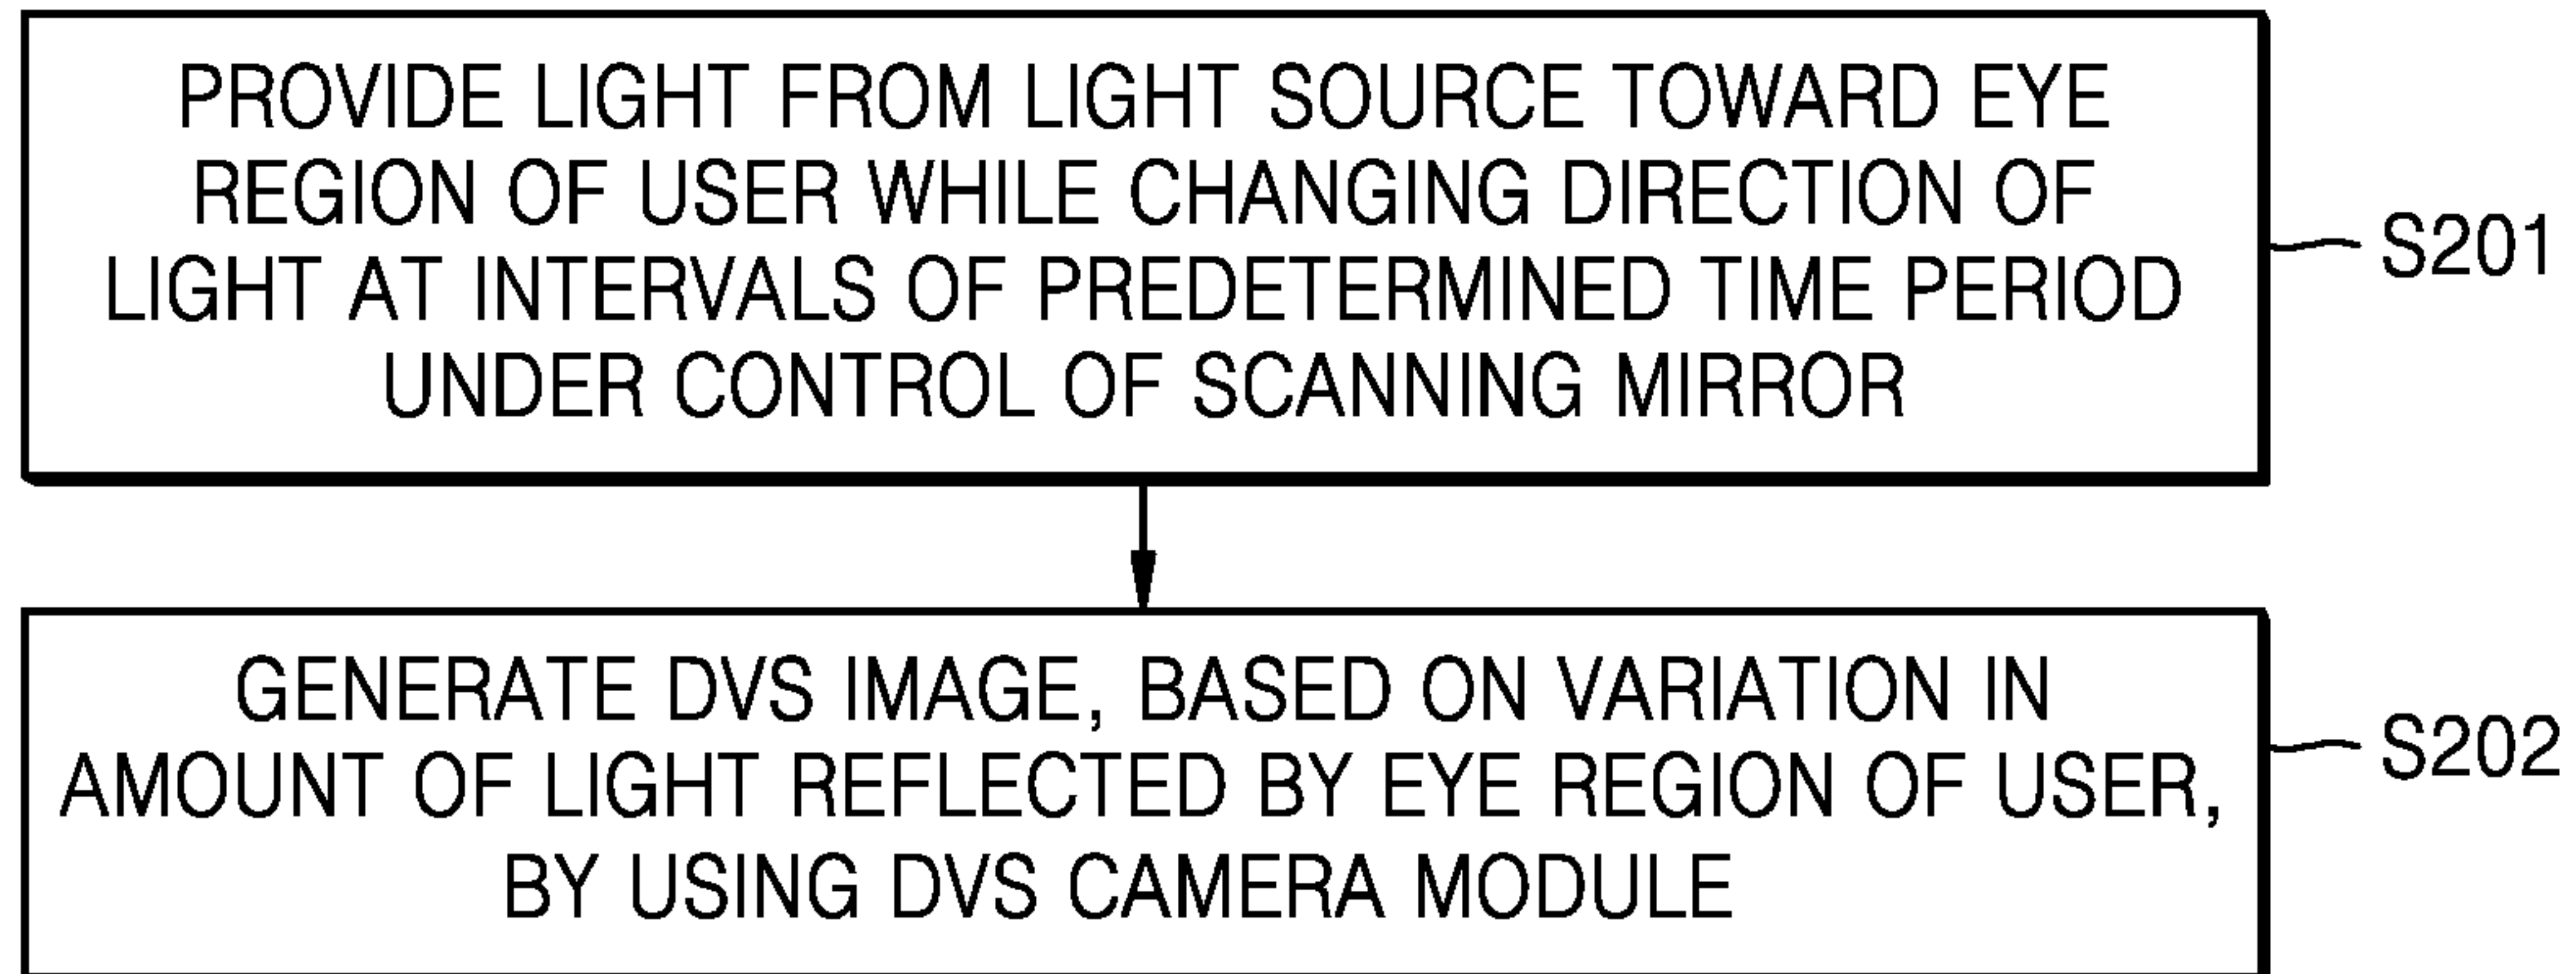 PROVIDE LIGHT FROM LIGHT SOURCE TOWARD EYE
REGION OF USER WHILE CHANGING DIRECTION OF
LIGHT AT INTERVALS OF PREDETERMINED TIME PERIOD
UNDER CONTROL OF SCANNING MIRROR
S201
GENERATE DVS IMAGE, BASED ON VARIATION IN
AMOUNT OF LIGHT REFLECTED BY EYE REGION OF USER,
BY USING DVS CAMERA MODULE
S202